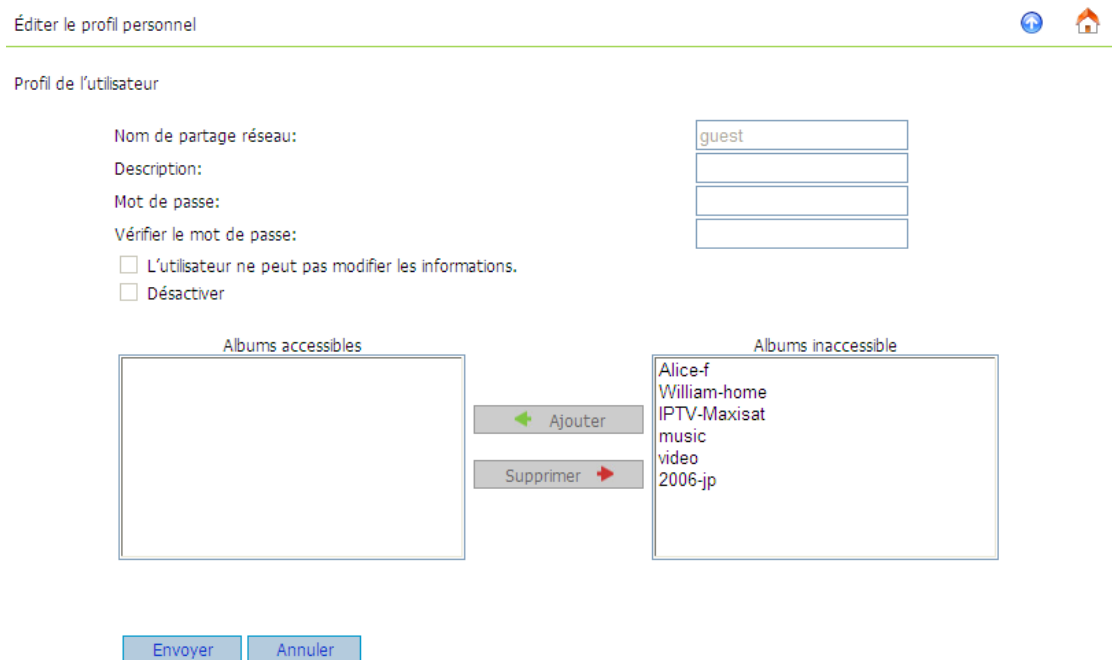 Éditer le profil personnel
Profil de l'utilisateur
Nom de partage réseau: guest
Description:
Mot de passe:
Vérifier le mot de passe:
L'utilisateur ne peut pas modifier les informations.
Désactiver
Albums accessibles
Albums inaccessible
Ajouter
Supprimer
Alice-f
William-home
IPTV-Maxisat
music
video
2006-jp
Envoyer Annuler